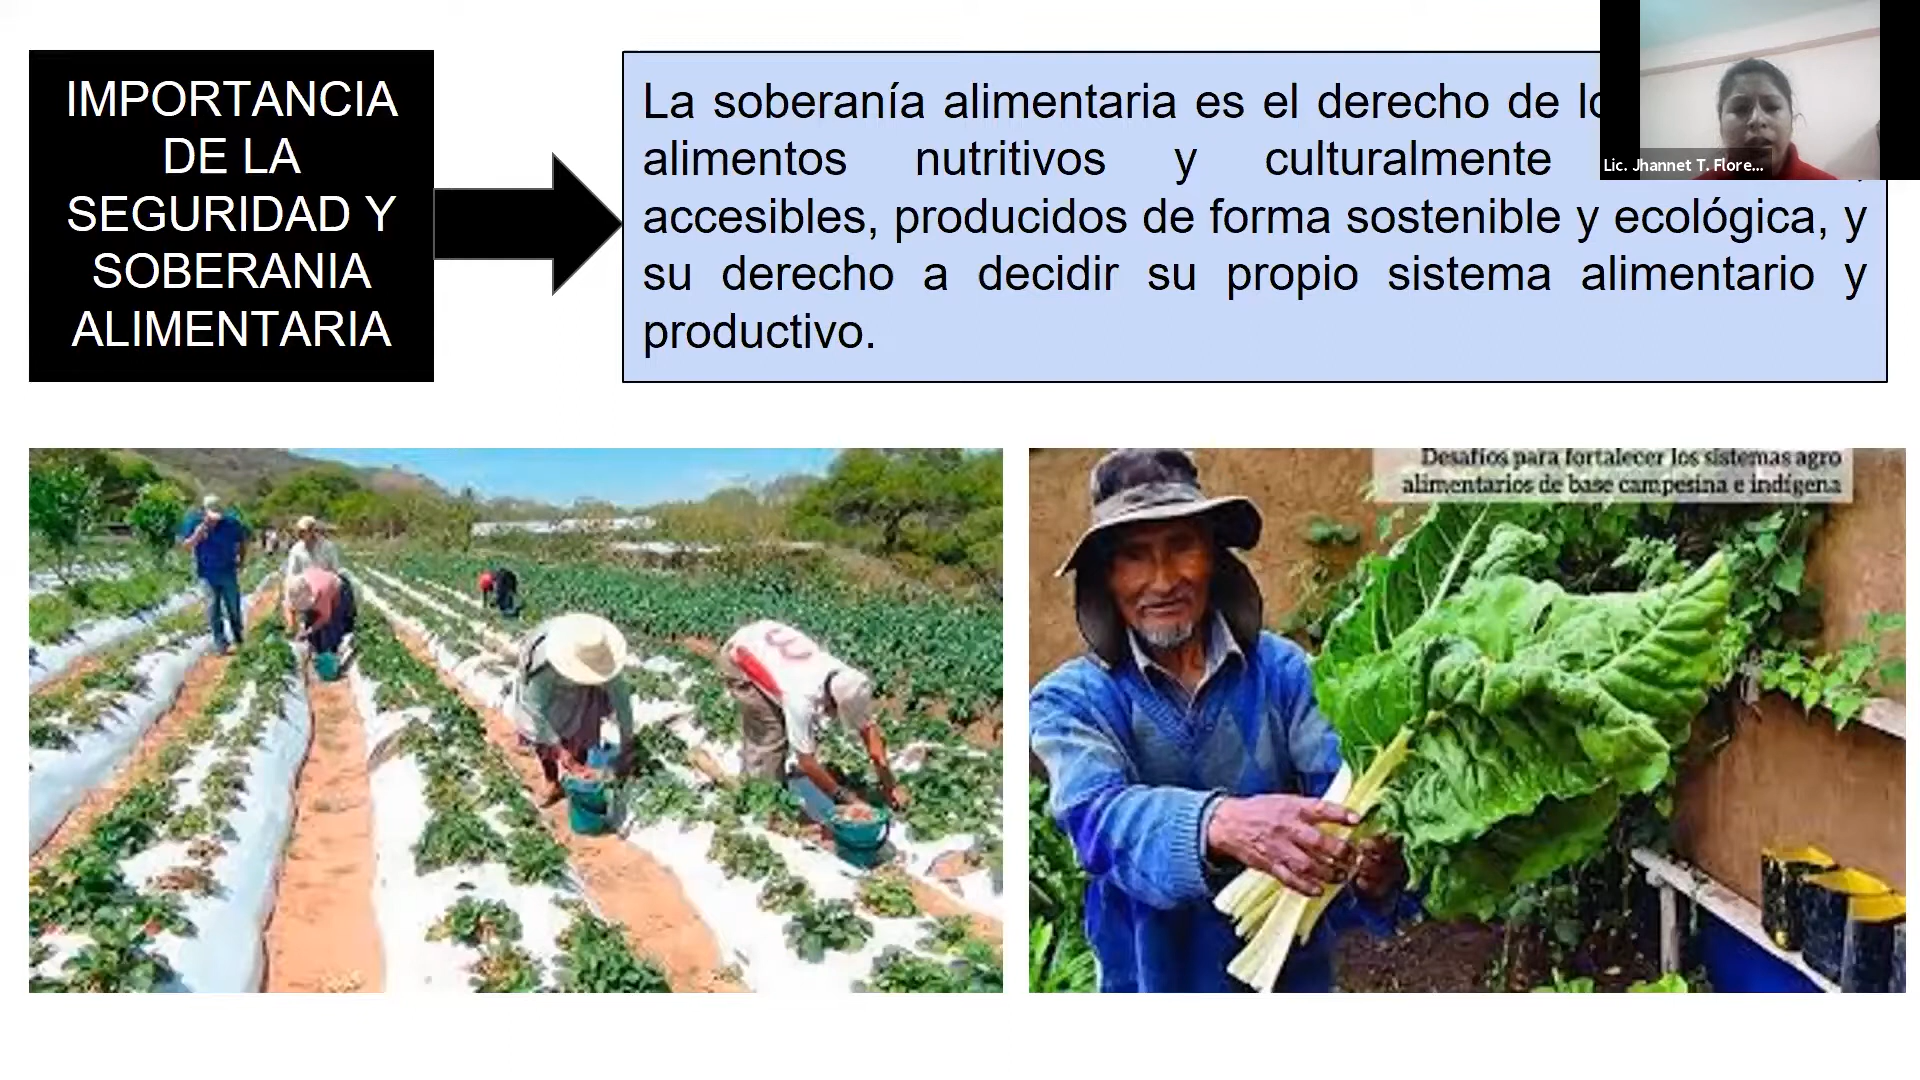 IMPORTANCIA
DE LA
SEGURIDAD Y
SOBERANIA
ALIMENTARIA
La soberanía alimentaria es el derecho de
alimentos nutritivos y culturalmente
accesibles, producidos de forma sostenible y ecológica, y
su derecho a decidir su propio sistema alimentario y
productivo.
Lic. Jhannet T. Flore...
Desafíos para fortalecer los sistemas agro
alimentarios de base campesina e indígena